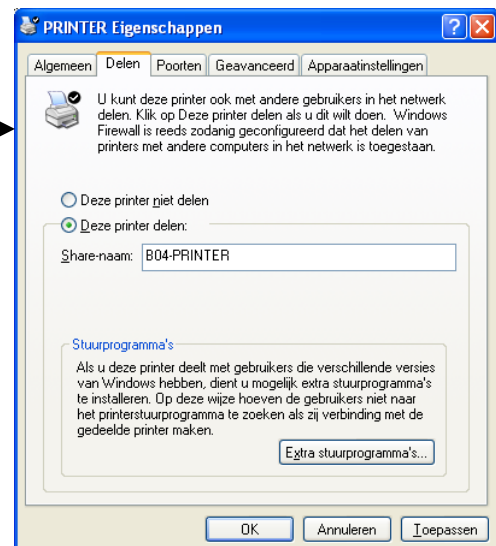 PRINTER Eigenschappen
Algemeen Delen Poorten Geavanceerd Apparaatinstellingen
U kunt deze printer ook met andere gebruikers in het netwerk
delen. Klik op Deze printer delen als u dit wilt doen. Windows
Firewall is reeds zodanig geconfigureerd dat het delen van
printers met andere computers in het netwerk is toegestaan.
Deze printer niet delen
Deze printer delen:
Share-naam: B04-PRINTER
Stuurprogramma's
Als u deze printer deelt met gebruikers die verschillende versies
van Windows hebben, dient u mogelijk extra stuurprogramma's
te installeren. Op deze wijze hoeven de gebruikers niet naar
het printerstuurprogramma te zoeken als zij verbinding met de
gedeelde printer maken.
Extra stuurprogramma's...
OK Annuleren Toepassen